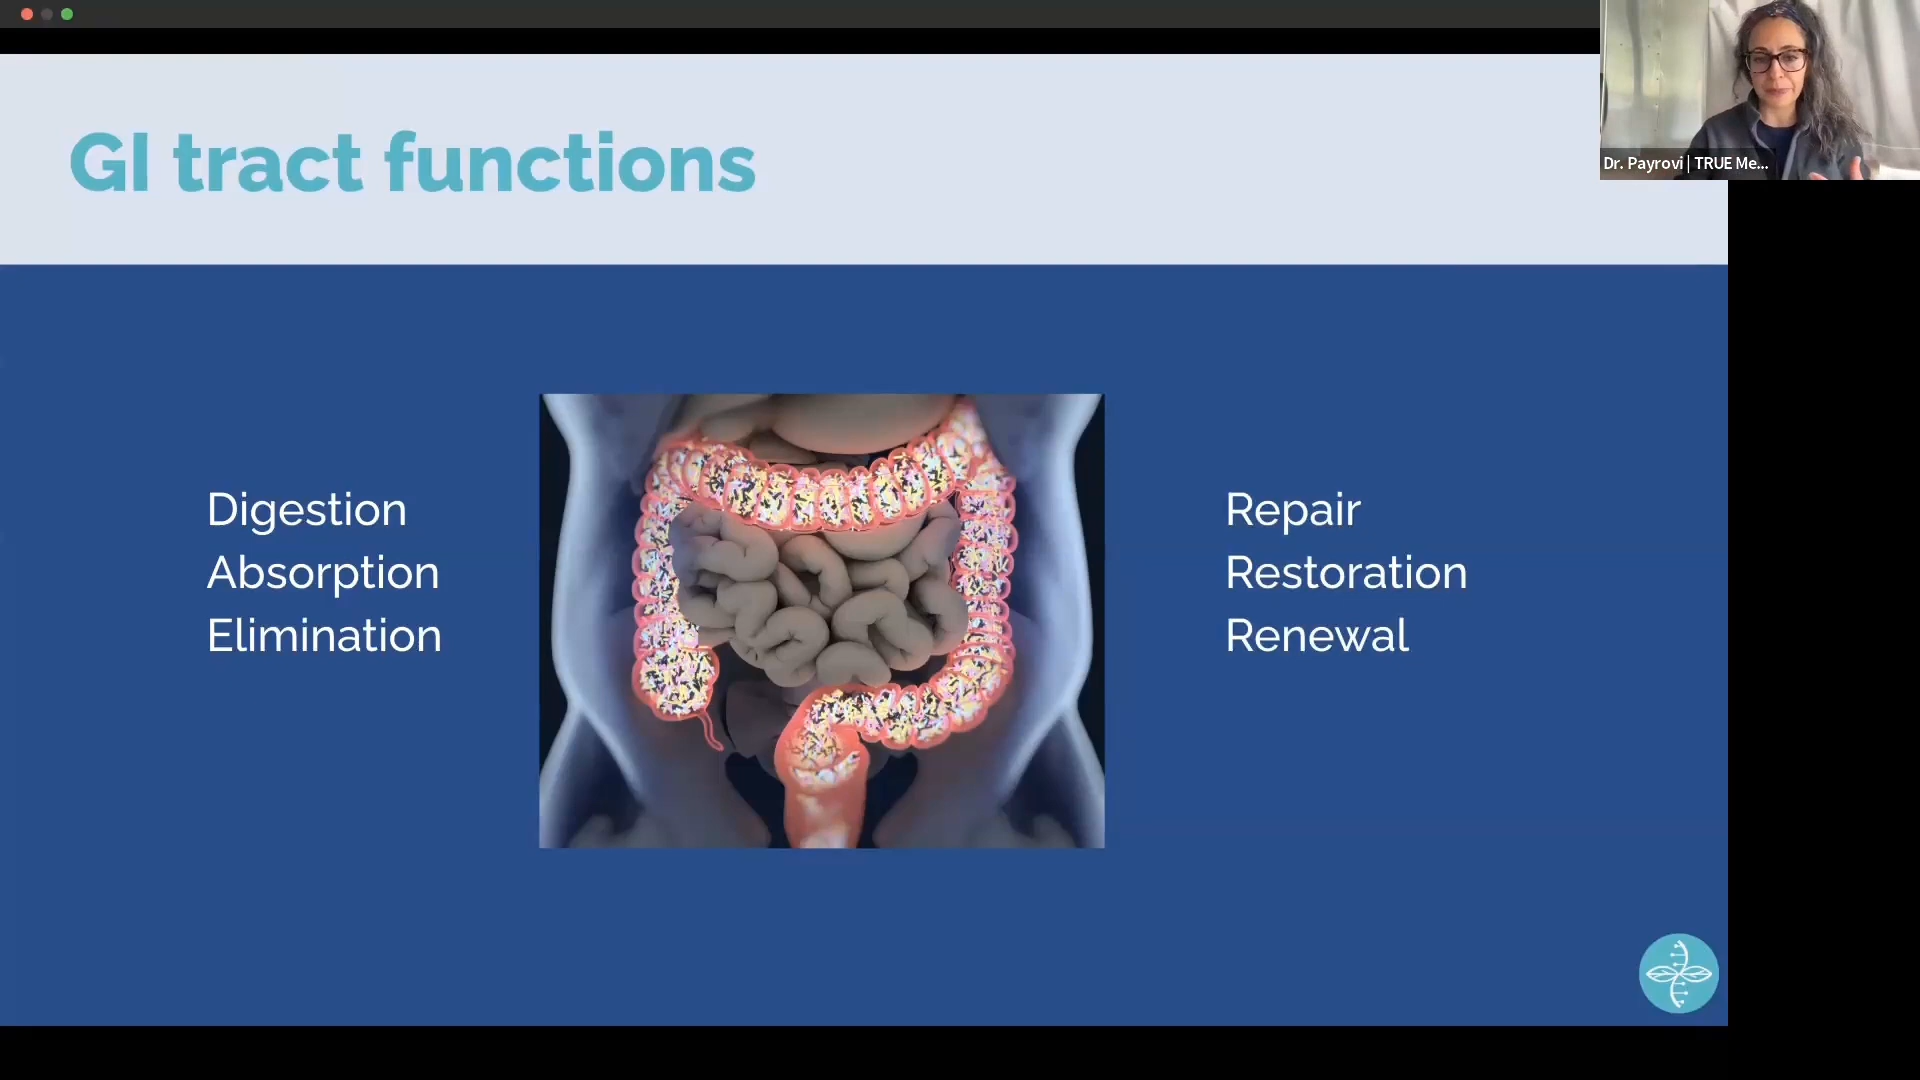 GI tract functions
Dr. Payrovi | TRUE Me...
Digestion
Absorption
Elimination
Repair
Restoration
Renewal